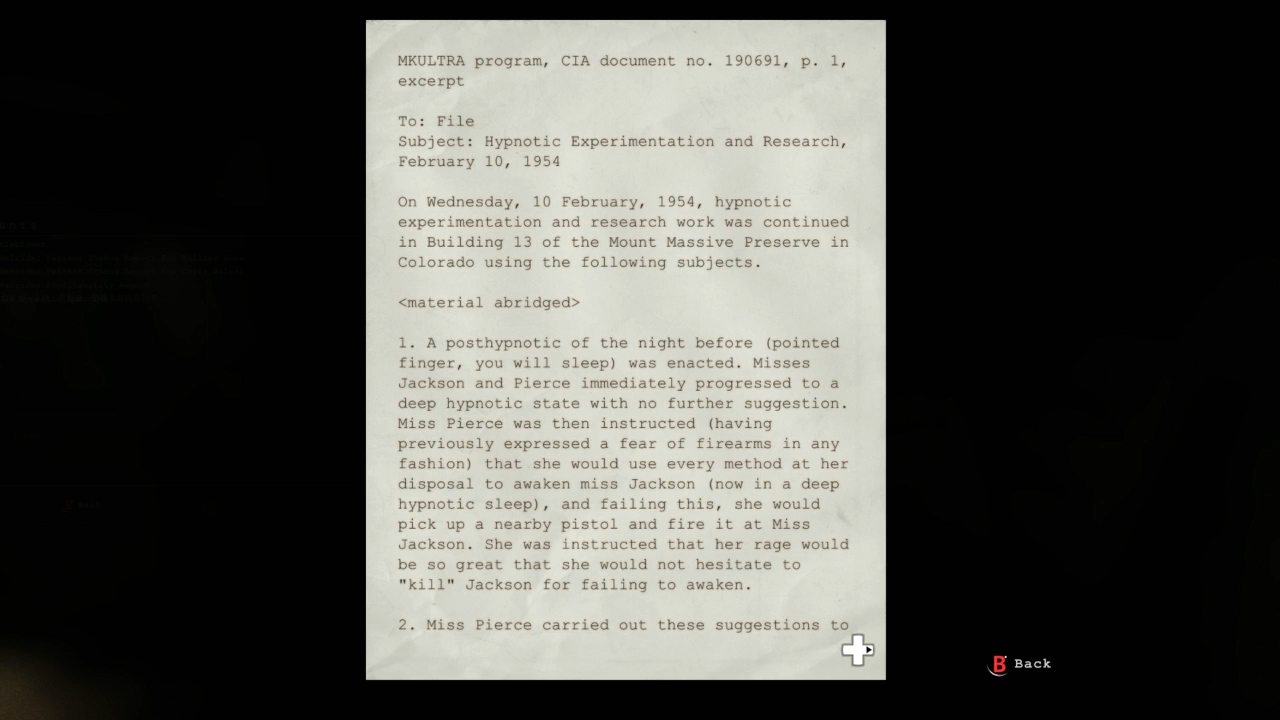 MKULTRA program, CIA document no. 190691, p. 1,
excerpt
To: File
Subject: Hypnotic Experimentation and Research,
February 10, 1954
On Wednesday, 10 February, 1954, hypnotic
experimentation and research work was continued
in Building 13 of the Mount Massive Preserve in
Colorado using the following subjects.
<material abridged>
1. A posthypnotic of the night before (pointed
finger, you will sleep) was enacted. Misses
Jackson and Pierce immediately progressed to a
deep hypnotic state with no further suggestion.
Miss Pierce was then instructed (having
previously expressed a fear of firearms in any
fashion) that she would use every method at her
disposal to awaken miss Jackson (now in a deep
hypnotic sleep), and failing this, she would
pick up a nearby pistol and fire it at Miss
Jackson. She was instructed that her rage would
be so great that she would not hesitate to
"kill" Jackson for failing to awaken.
2. Miss Pierce carried out these suggestions to
B Back